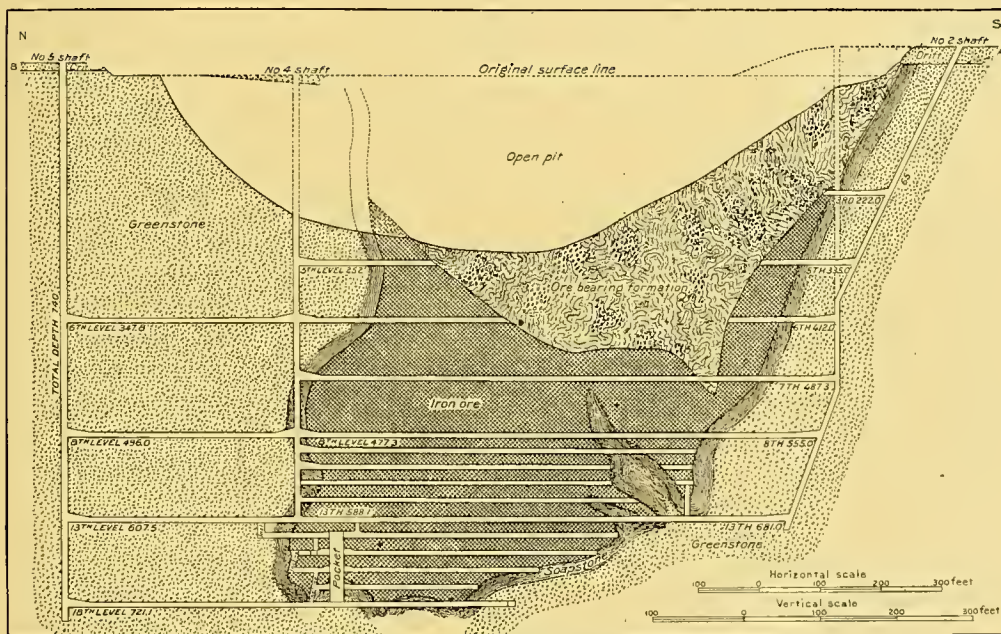 N
S
No 5 shaft
No 4 shaft
No 2 shaft
B
Drift
Original surface line
Drift
A
Open pit
Greenstone
3RD 222.0
65°
5TH LEVEL 252
Ore bearing formation
5TH 335.0
6TH LEVEL 347.8
6TH 412.0
TOTAL DEPTH 740
7TH 487.3
Iron ore
8TH LEVEL 496.0
8TH LEVEL 477.3
8TH 555.0
13TH 588.7
13TH LEVEL 607.5
13TH 681.0
Greenstone
Pocket
Soapstone
18TH LEVEL 721.1
Horizontal scale
100 0 100 200 300 feet
Vertical scale
100 0 100 200 300 feet